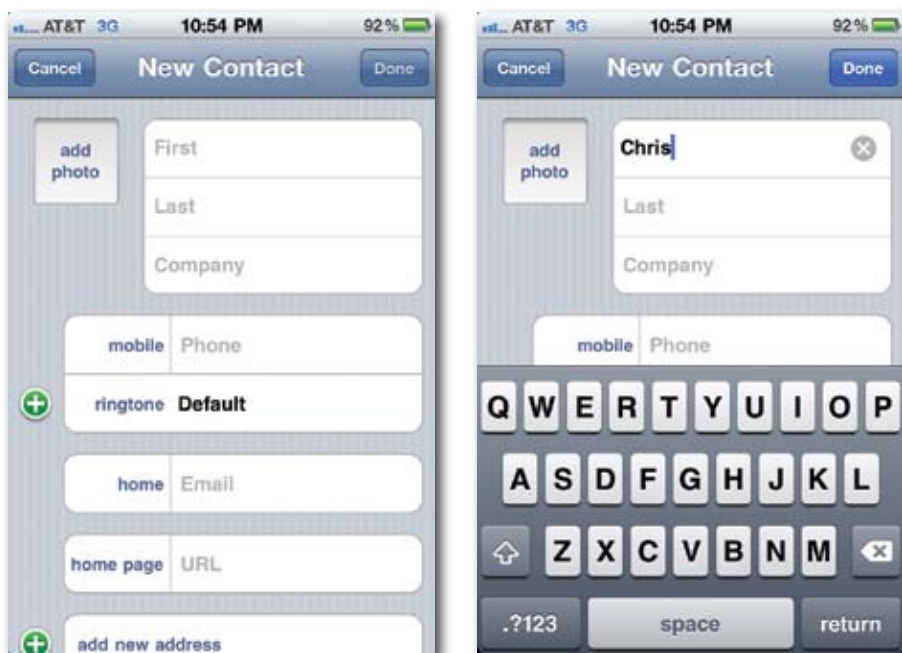 AT&T 3G 10:54 PM 92%
Cancel New Contact Done
add photo
First
Last
Company
mobile Phone
ringtone Default
home Email
home page URL
add new address
AT&T 3G 10:54 PM 92%
Cancel New Contact Done
add photo
Chris
Last
Company
mobile Phone
Q W E R T Y U I O P
A S D F G H J K L
Z X C V B N M
.?123 space return